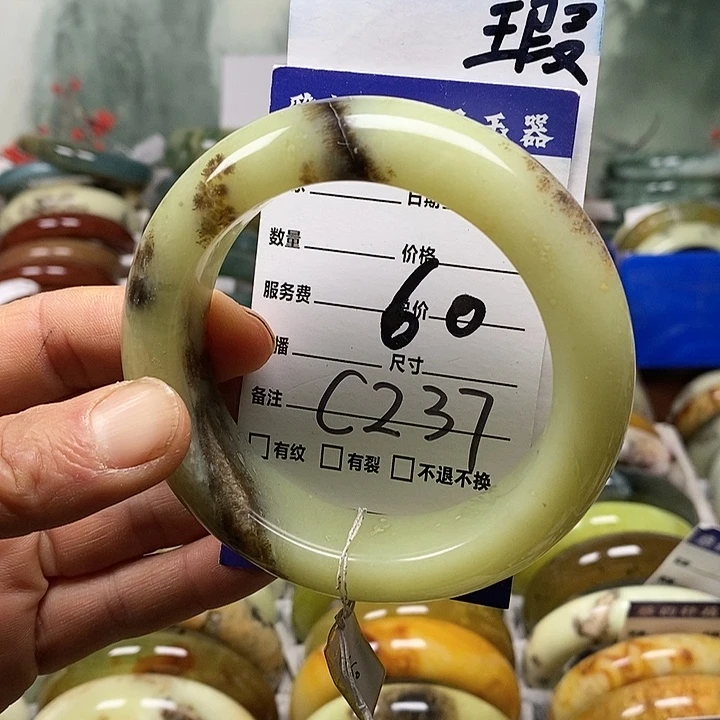 瑕
玉器
日期
数量 价格
服务费
60
播 尺寸
备注 C237
□有纹 □有裂 □不退不换